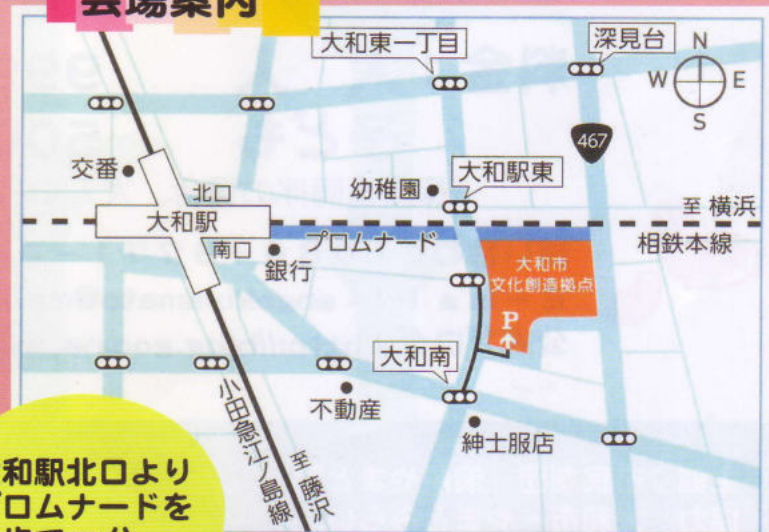 会場案内
大和東一丁目
深見台
N
W
E
S
467
交番
北口
幼稚園
大和駅東
大和駅
至 横浜
プロムナード
相鉄本線
南口
銀行
大和市
文化創造拠点
P
大和南
不動産
紳士服店
小田急江ノ島線
至 藤沢
和駅北口より
プロムナードを